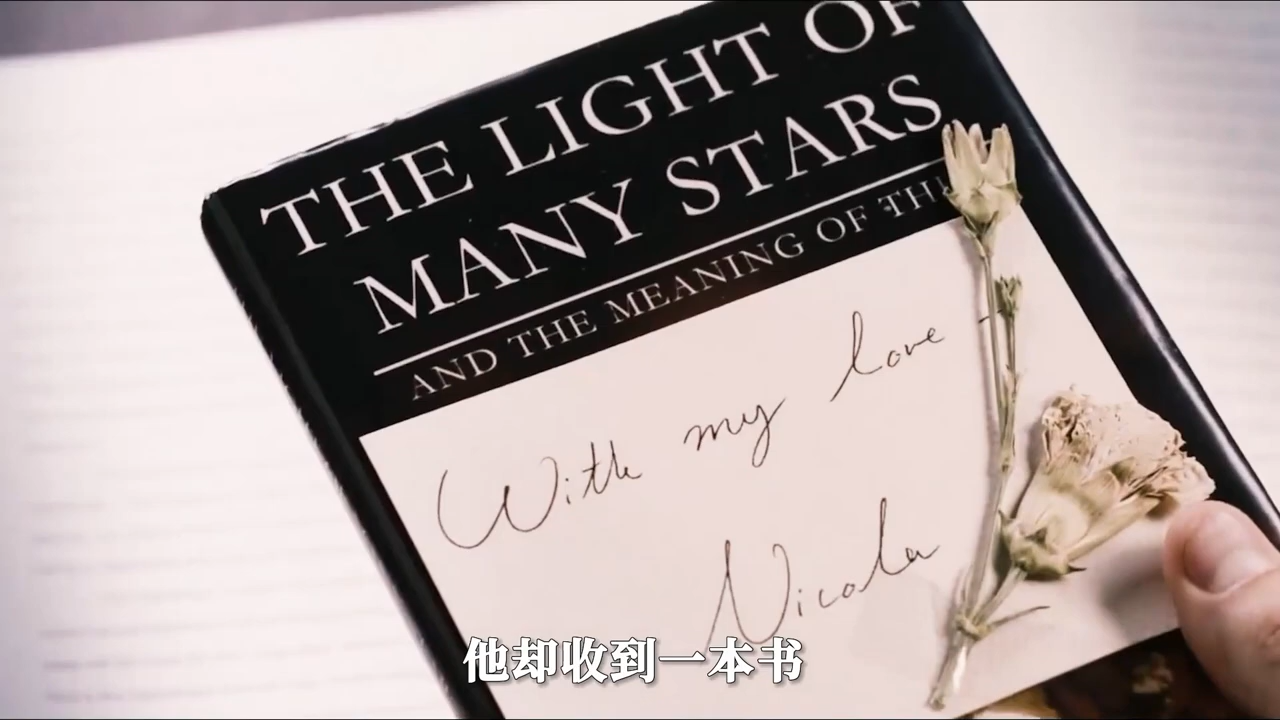 THE LIGHT OF
MANY STARS
AND THE MEANING OF THE
With my love -
Nicola
他却收到一本书